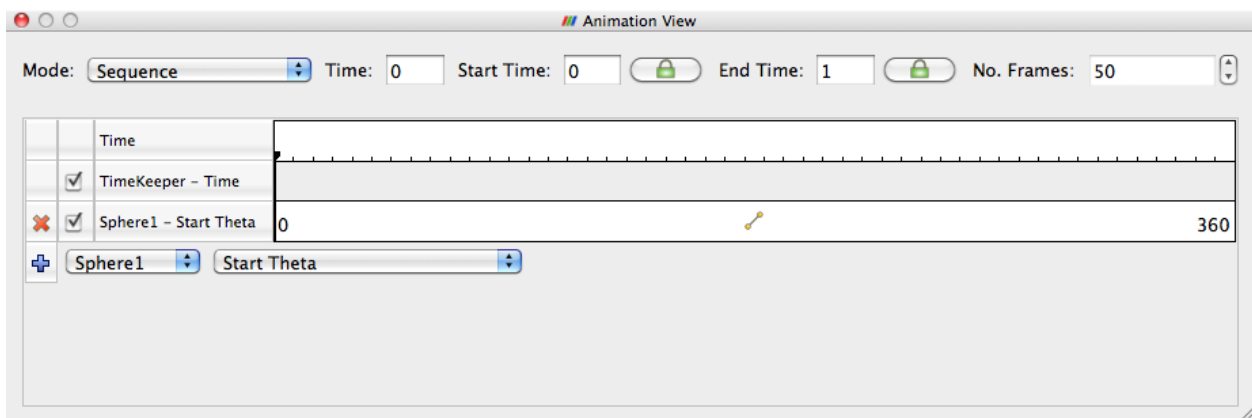 Animation View
Mode: Sequence Time: 0 Start Time: 0 End Time: 1 No. Frames: 50
Time
TimeKeeper – Time
Sphere1 – Start Theta 0 360
Sphere1 Start Theta